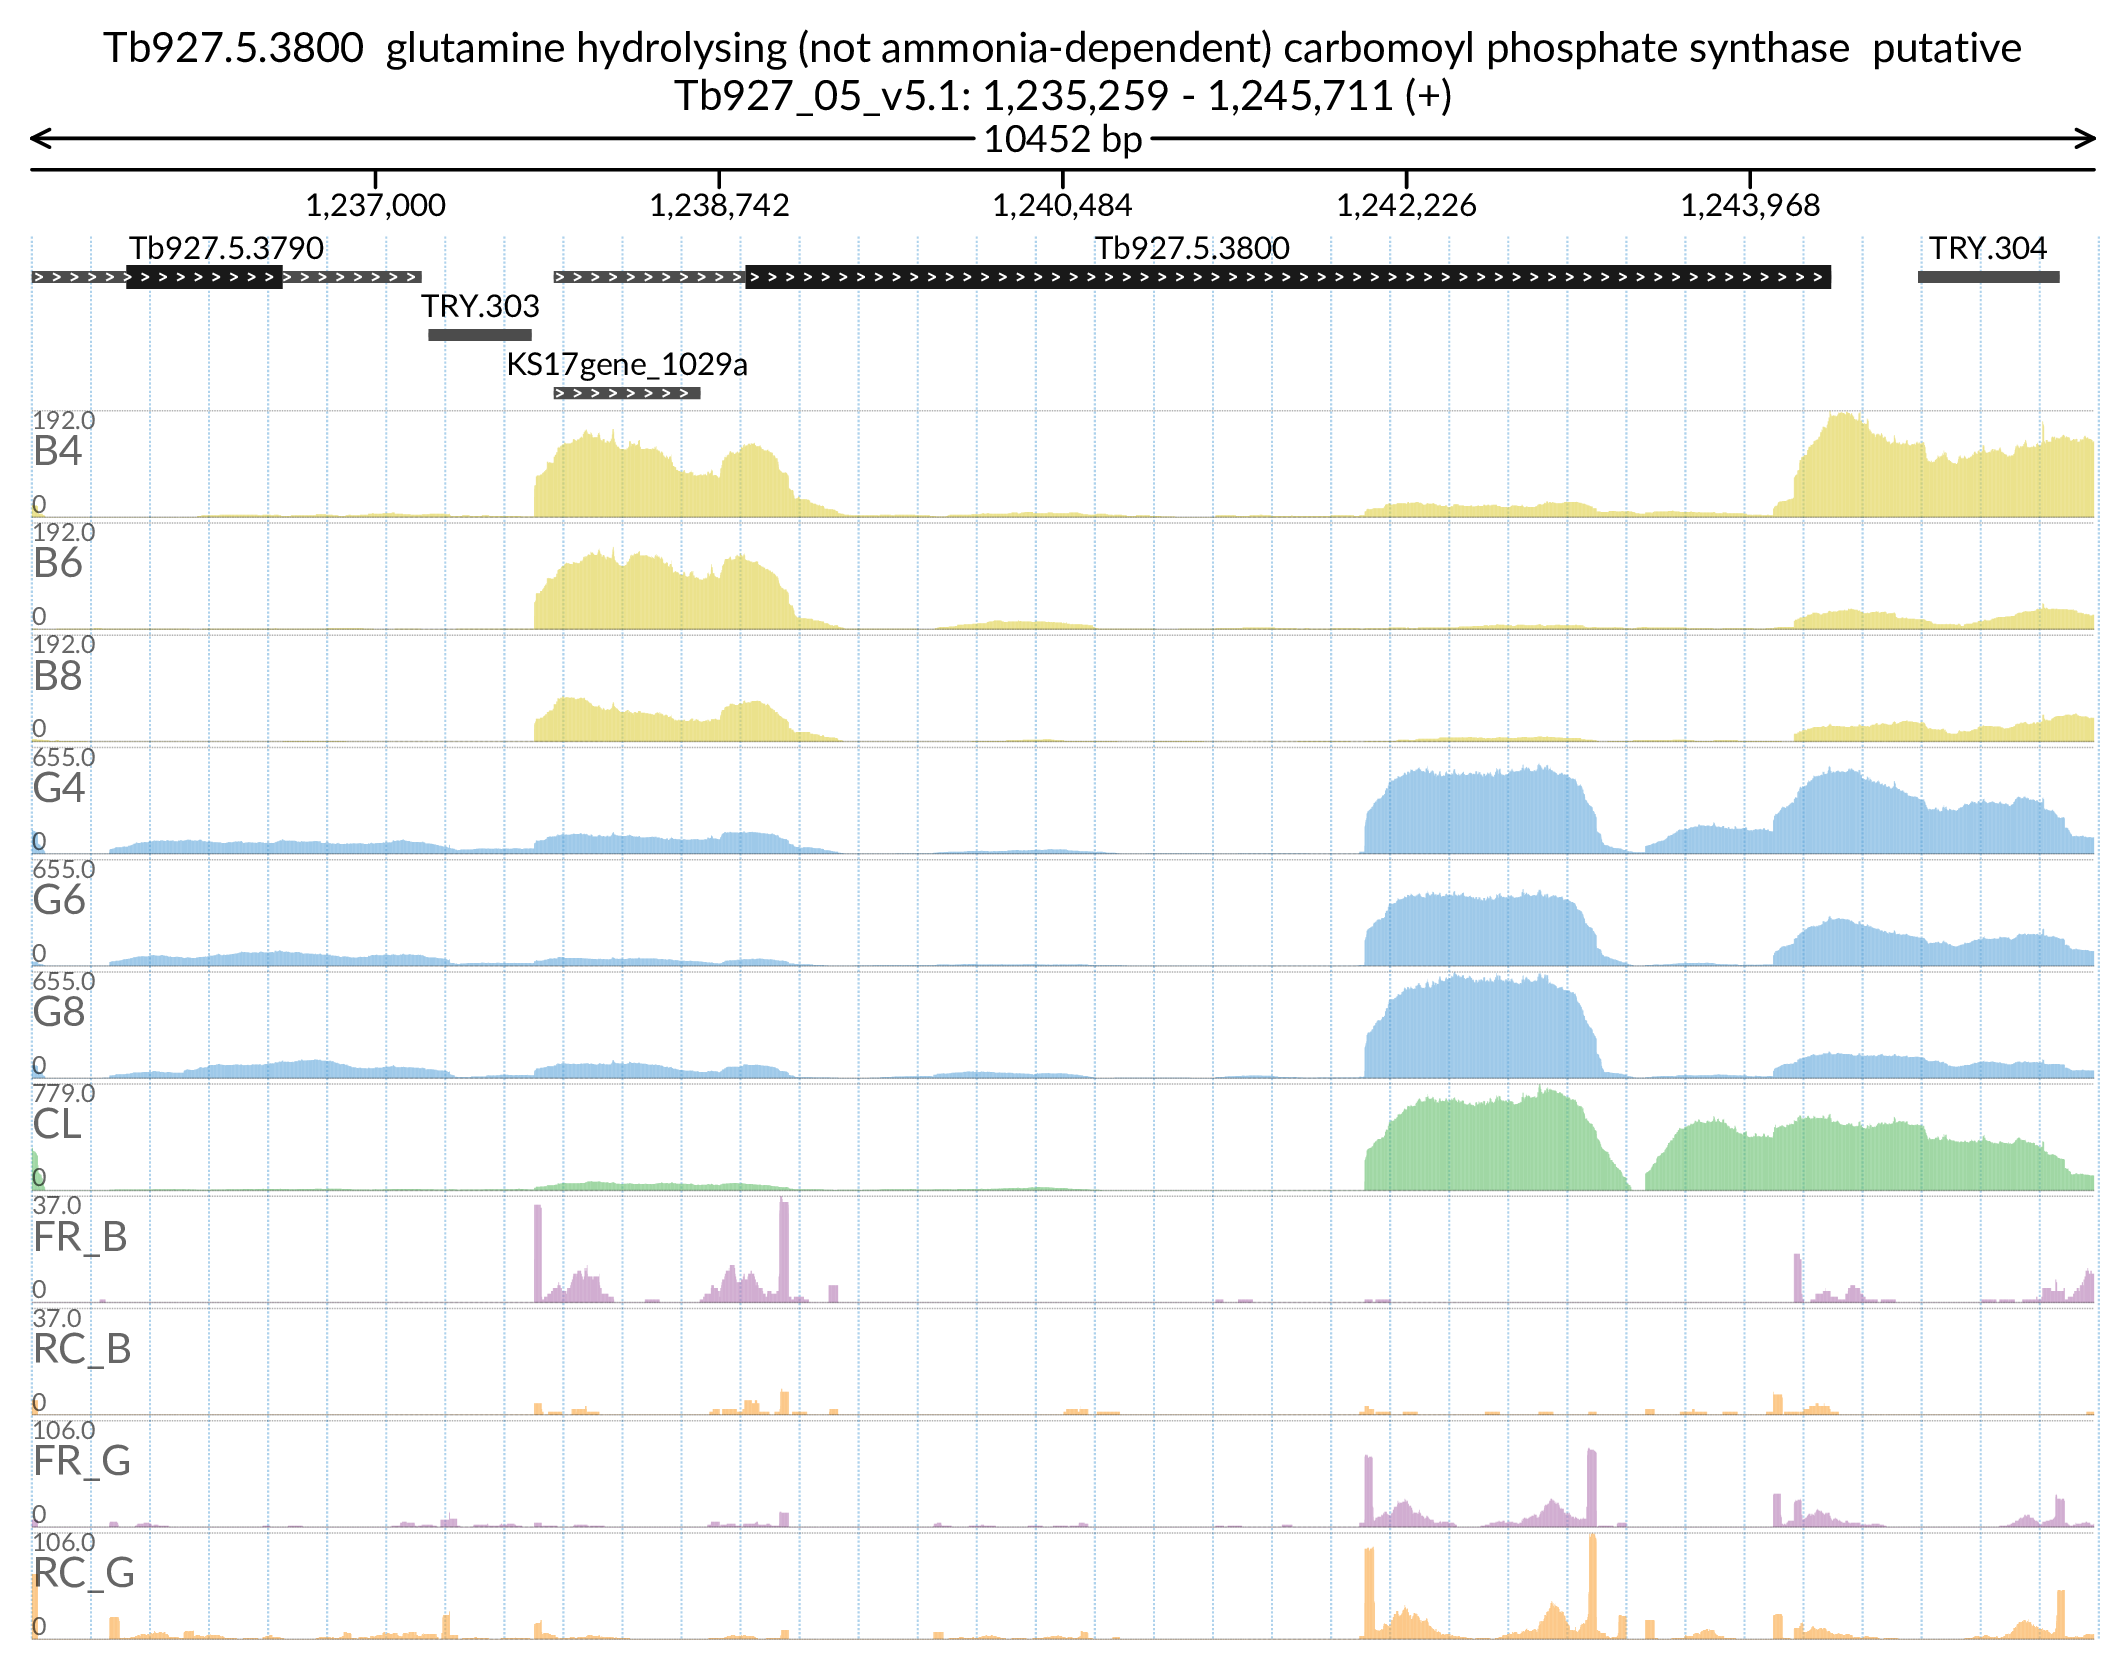 Tb927.5.3800  glutamine hydrolysing (not ammonia-dependent) carbomoyl phosphate synthase  putative
Tb927_05_v5.1: 1,235,259 - 1,245,711 (+)
10452 bp
1,237,000 1,238,742 1,240,484 1,242,226 1,243,968
Tb927.5.3790 Tb927.5.3800 TRY.304
TRY.303
KS17gene_1029a
192.0
B4
0
192.0
B6
0
192.0
B8
0
655.0
G4
0
655.0
G6
0
655.0
G8
0
779.0
CL
0
37.0
FR_B
0
37.0
RC_B
0
106.0
FR_G
0
106.0
RC_G
0